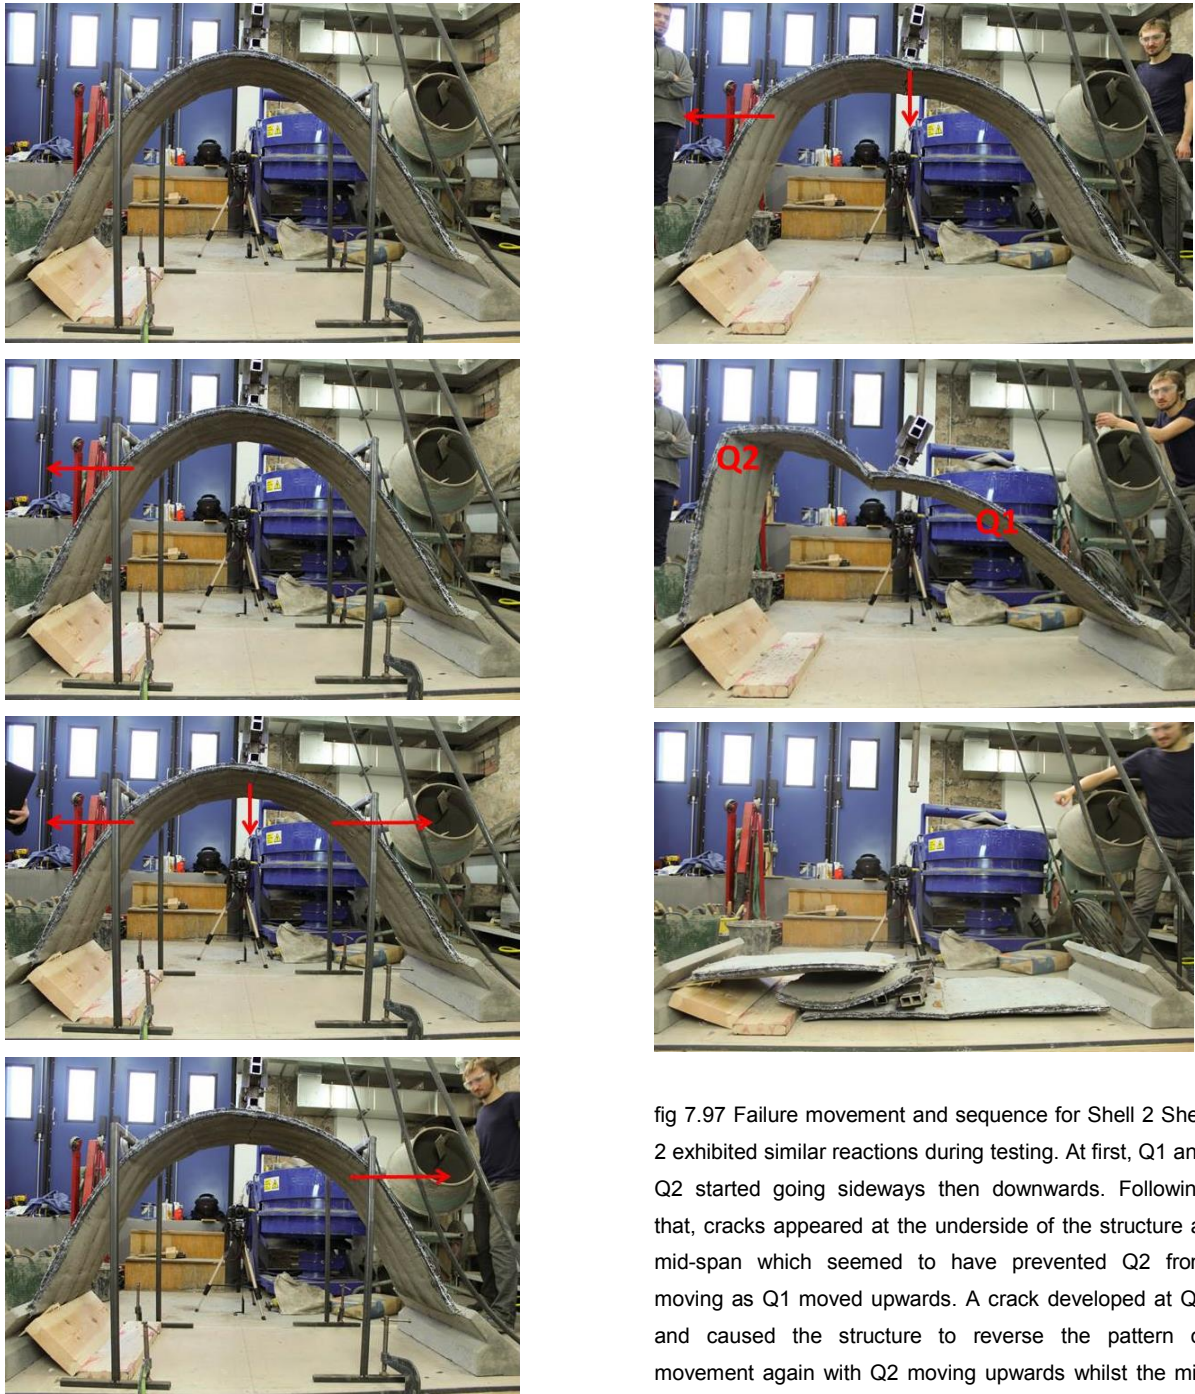 Q2
Q1
fig 7.97 Failure movement and sequence for Shell 2 She
2 exhibited similar reactions during testing. At first, Q1 an
Q2 started going sideways then downwards. Followin
that, cracks appeared at the underside of the structure a
mid-span which seemed to have prevented Q2 from
moving as Q1 moved upwards. A crack developed at Q
and caused the structure to reverse the pattern o
movement again with Q2 moving upwards whilst the mi